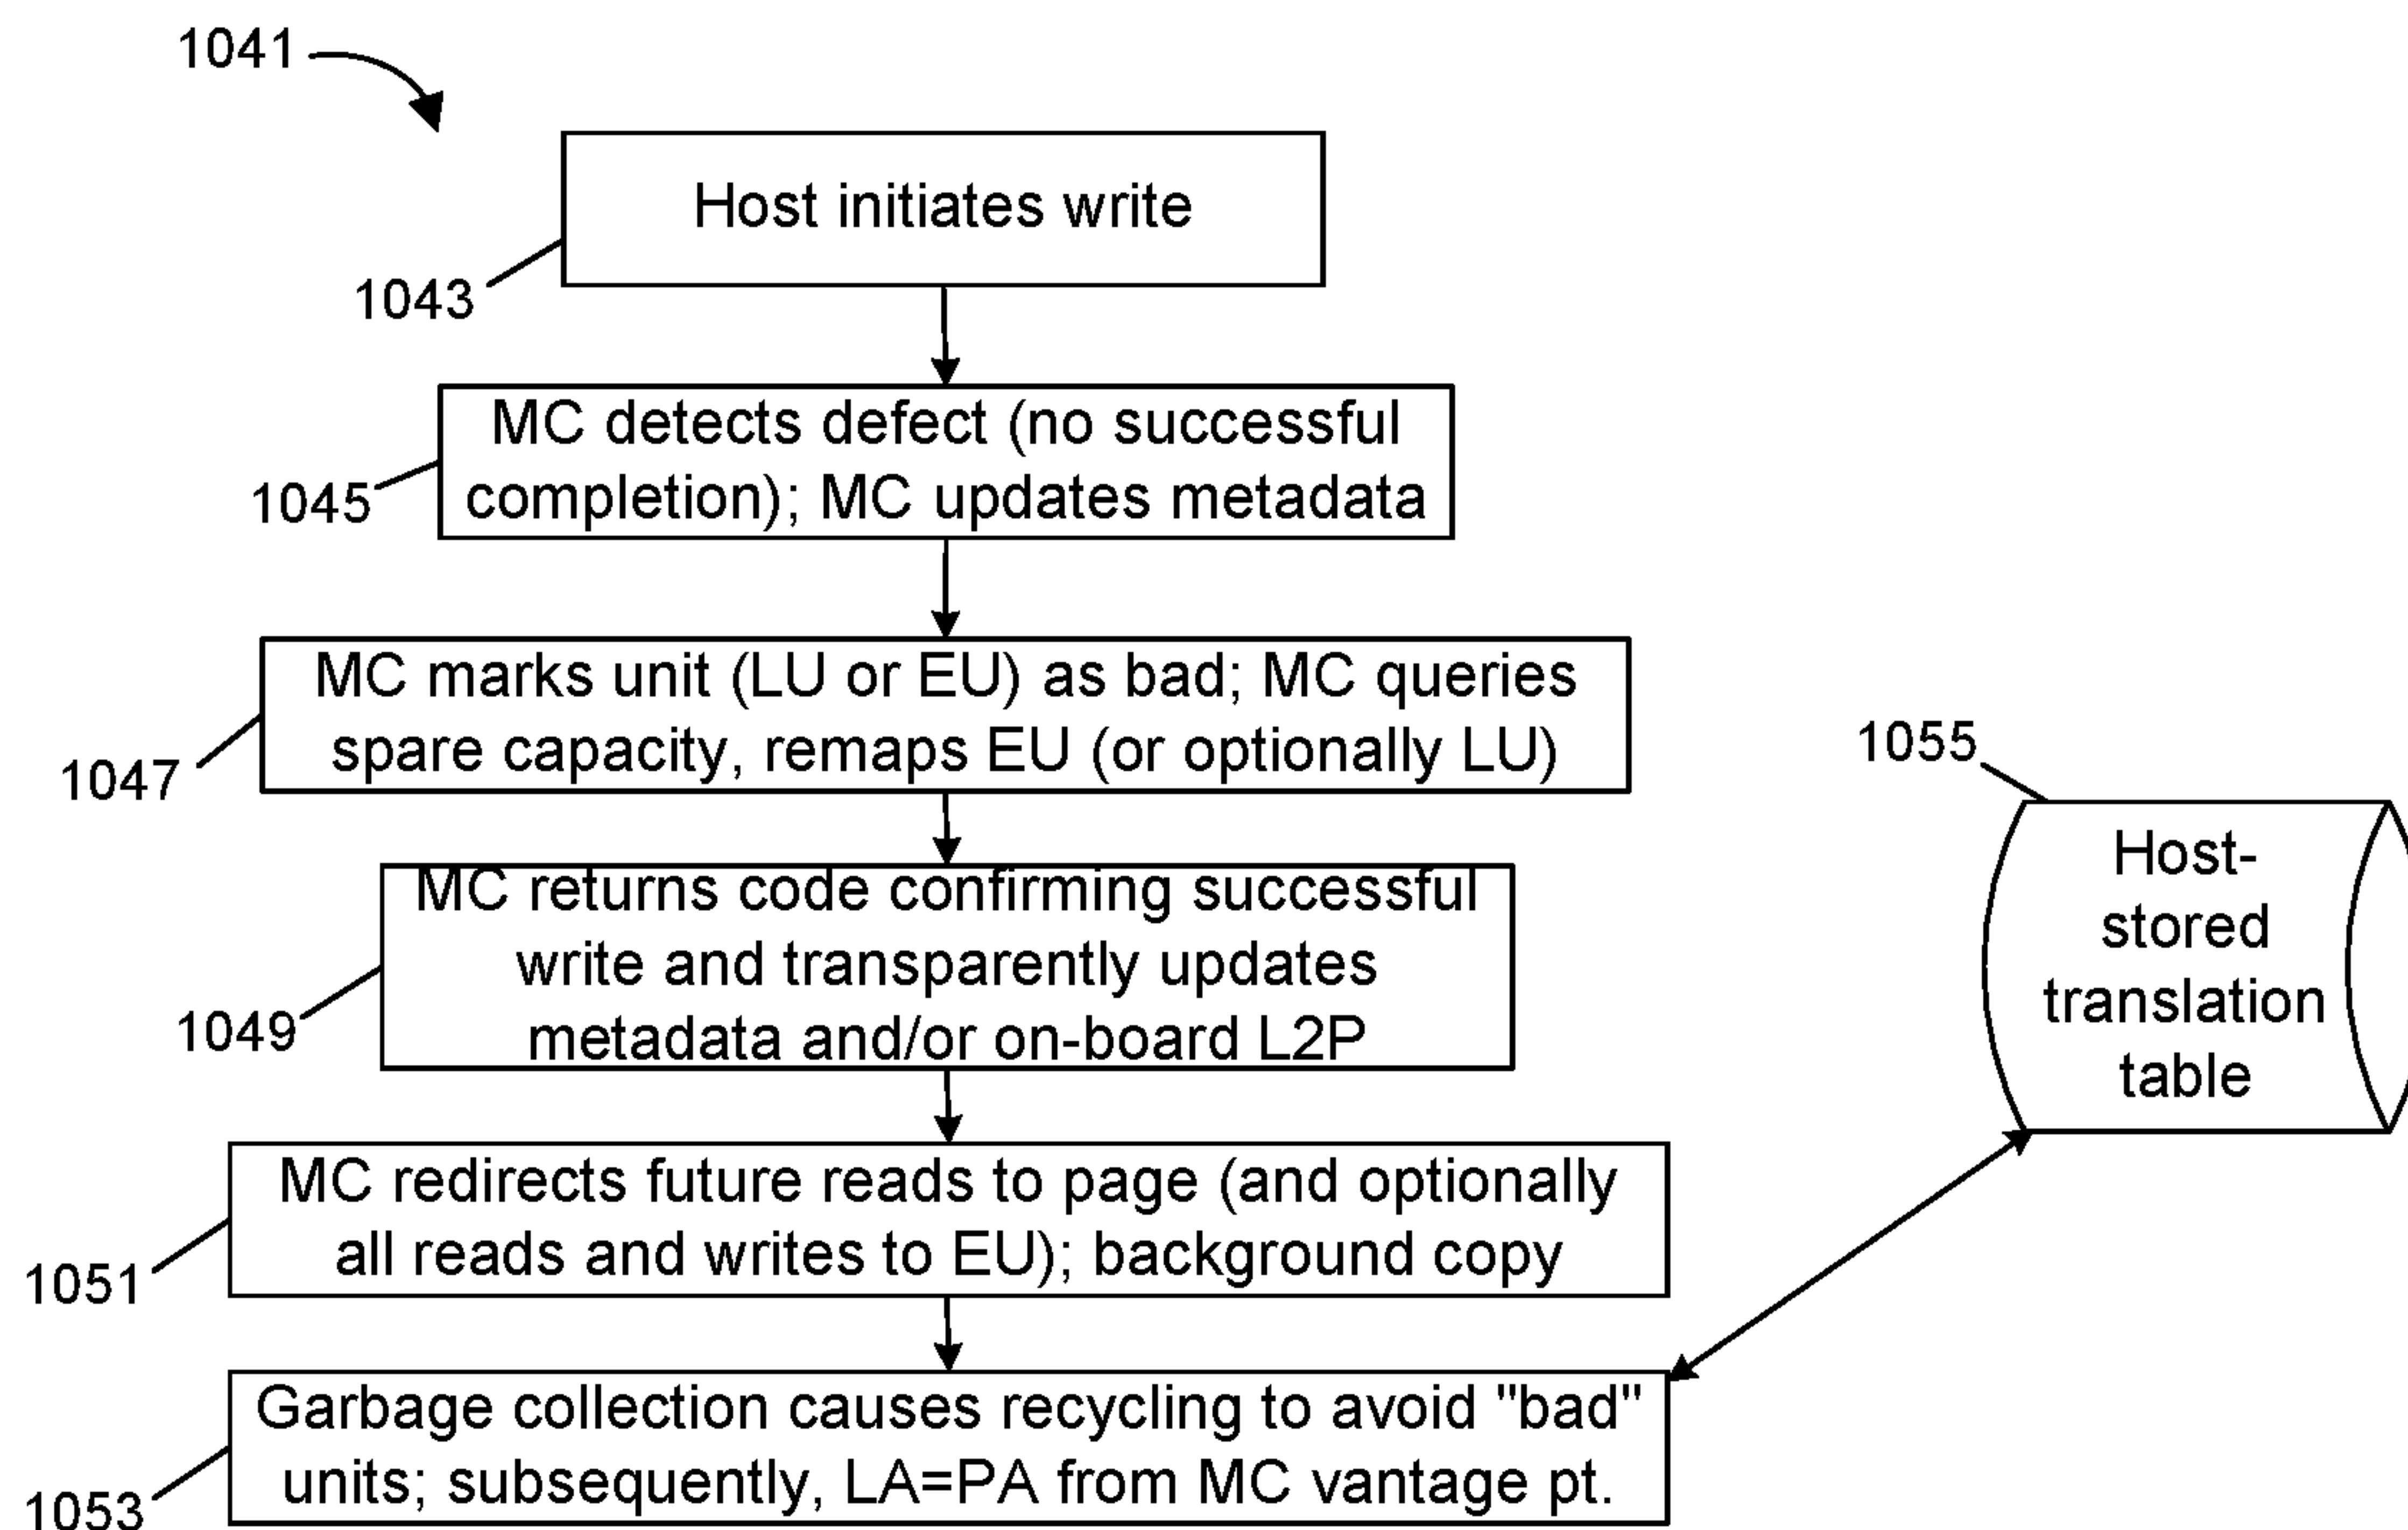 1041
Host initiates write
1043
MC detects defect (no successful
completion); MC updates metadata
1045
MC marks unit (LU or EU) as bad; MC queries
spare capacity, remaps EU (or optionally LU)
1047
MC returns code confirming successful
write and transparently updates
metadata and/or on-board L2P
1049
1055
Host-
stored
translation
table
MC redirects future reads to page (and optionally
all reads and writes to EU); background copy
1051
Garbage collection causes recycling to avoid "bad"
units; subsequently, LA=PA from MC vantage pt.
1053